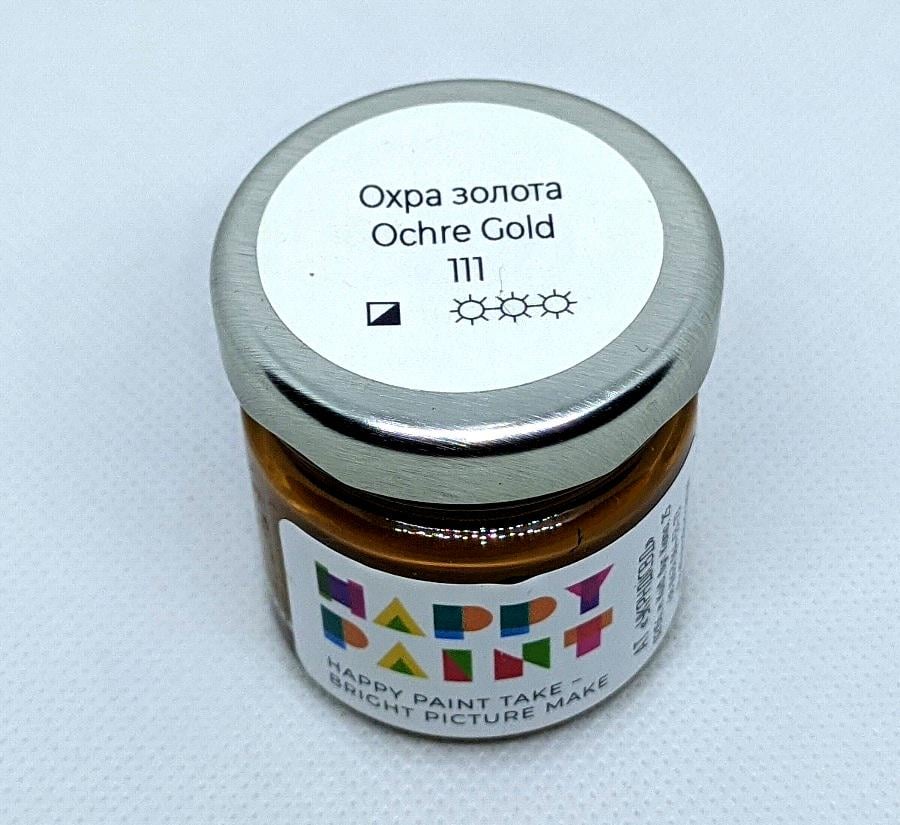 Охра золота
Ochre Gold
111
HAPPY
PAINT
HAPPY PAINT TAKE –
BRIGHT PICTURE MAKE